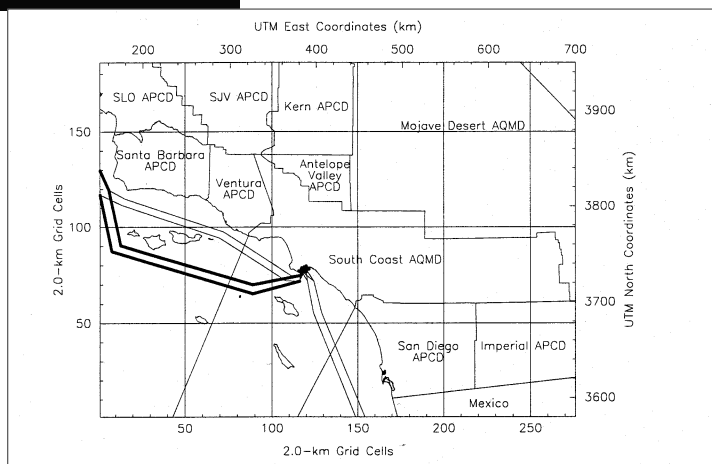 UTM East Coordinates (km)
200 300 400 500 600 700
SLO APCD
SJV APCD
Kern APCD
Mojave Desert AQMD
Santa Barbara
APCD
Ventura
APCD
Antelope
Valley
APCD
South Coast AQMD
San Diego
APCD
Imperial APCD
Mexico
150
100
50
2.0-km Grid Cells
3900
3800
3700
3600
UTM North Coordinates (km)
50 100 150 200 250
2.0-km Grid Cells